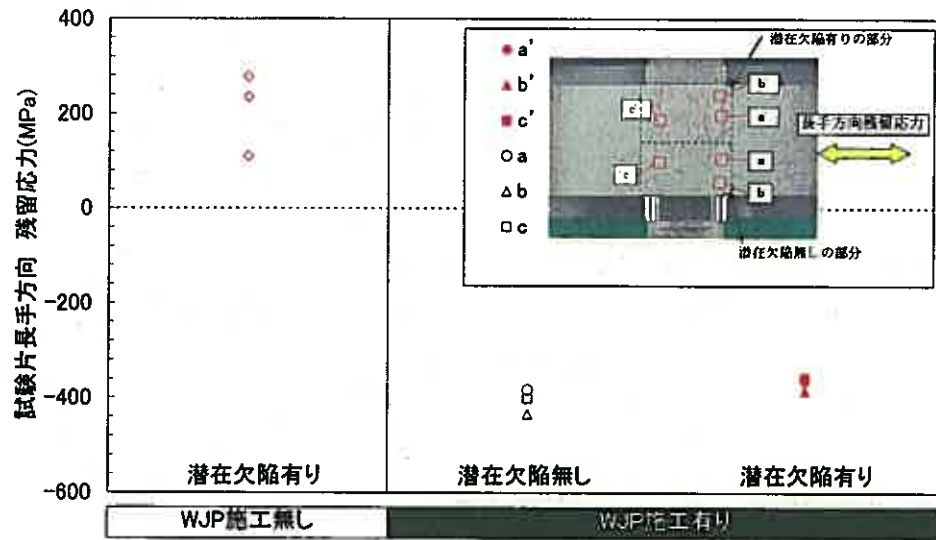 試験片長手方向 残留応力(MPa)
400
200
0
-200
-400
-600
a'
b'
c'
a
b
c
潜在欠陥有りの部分
b
a
c'
長手方向残留応力
a
c
b
潜在欠陥無しの部分
潜在欠陥有り
潜在欠陥無し
潜在欠陥有り
WJP施工無し
WJP施工有り